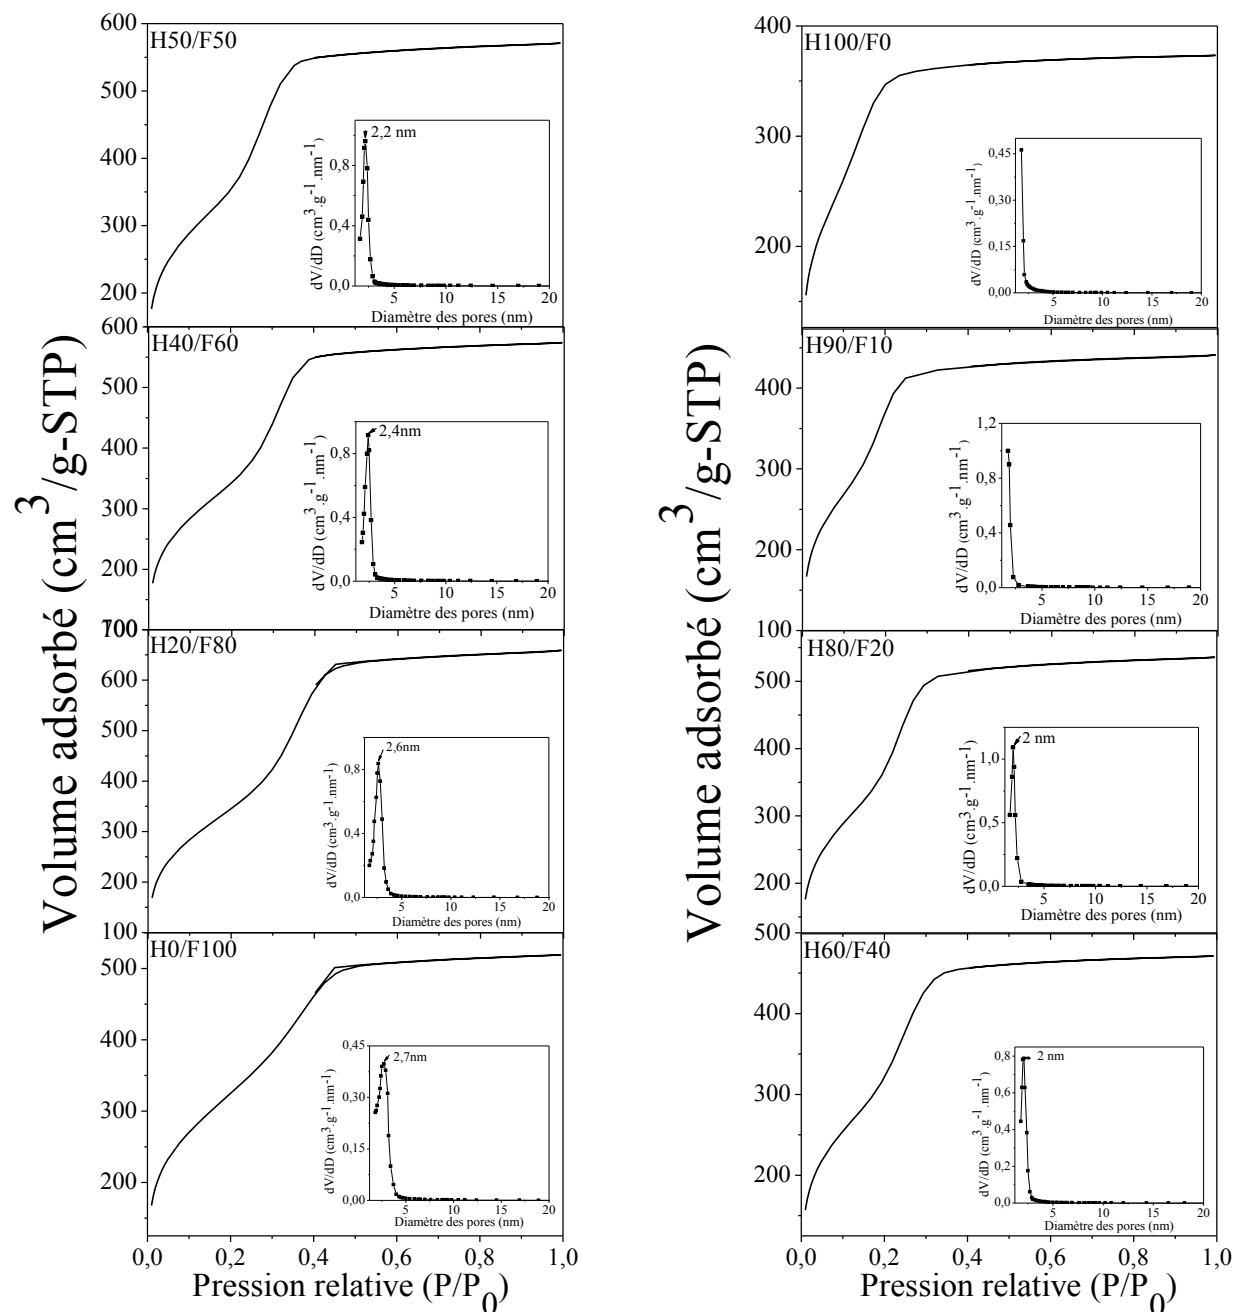 Volume adsorbé (cm³/g-STP)
H50/F50
600
500
400
300
200
dV/dD (cm³.g⁻¹.nm⁻¹)
0,8
0,4
0,0
2,2 nm
5 10 15 20
Diamètre des pores (nm)
H40/F60
600
500
400
300
200
100
dV/dD (cm³.g⁻¹.nm⁻¹)
0,8
0,4
0,0
2,4nm
5 10 15 20
Diamètre des pores (nm)
H20/F80
700
600
500
400
300
200
100
dV/dD (cm³.g⁻¹.nm⁻¹)
0,8
0,4
0,0
2,6nm
5 10 15 20
Diamètre des pores (nm)
H0/F100
500
400
300
200
dV/dD (cm³.g⁻¹.nm⁻¹)
0,45
0,30
0,15
0,00
2,7nm
5 10 15 20
Diamètre des pores (nm)
0,0 0,2 0,4 0,6 0,8 1,0
Pression relative (P/P₀)
Volume adsorbé (cm³/g-STP)
H100/F0
400
300
200
dV/dD (cm³.g⁻¹.nm⁻¹)
0,45
0,30
0,15
0,00
5 10 15 20
Diamètre des pores (nm)
H90/F10
400
300
200
100
dV/dD (cm³.g⁻¹.nm⁻¹)
1,2
0,8
0,4
0,0
5 10 15 20
Diamètre des pores (nm)
H80/F20
500
400
300
200
dV/dD (cm³.g⁻¹.nm⁻¹)
1,0
0,5
0,0
2 nm
5 10 15 20
Diamètre des pores (nm)
H60/F40
500
400
300
200
dV/dD (cm³.g⁻¹.nm⁻¹)
0,8
0,6
0,4
0,2
0,0
2 nm
5 10 15 20
Diamètre des pores (nm)
0,0 0,2 0,4 0,6 0,8 1,0
Pression relative (P/P₀)